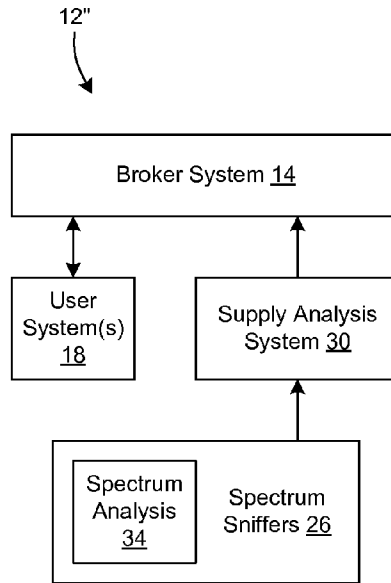 12"
Broker System 14
User
System(s)
18
Supply Analysis
System 30
Spectrum
Analysis
34
Spectrum
Sniffers 26